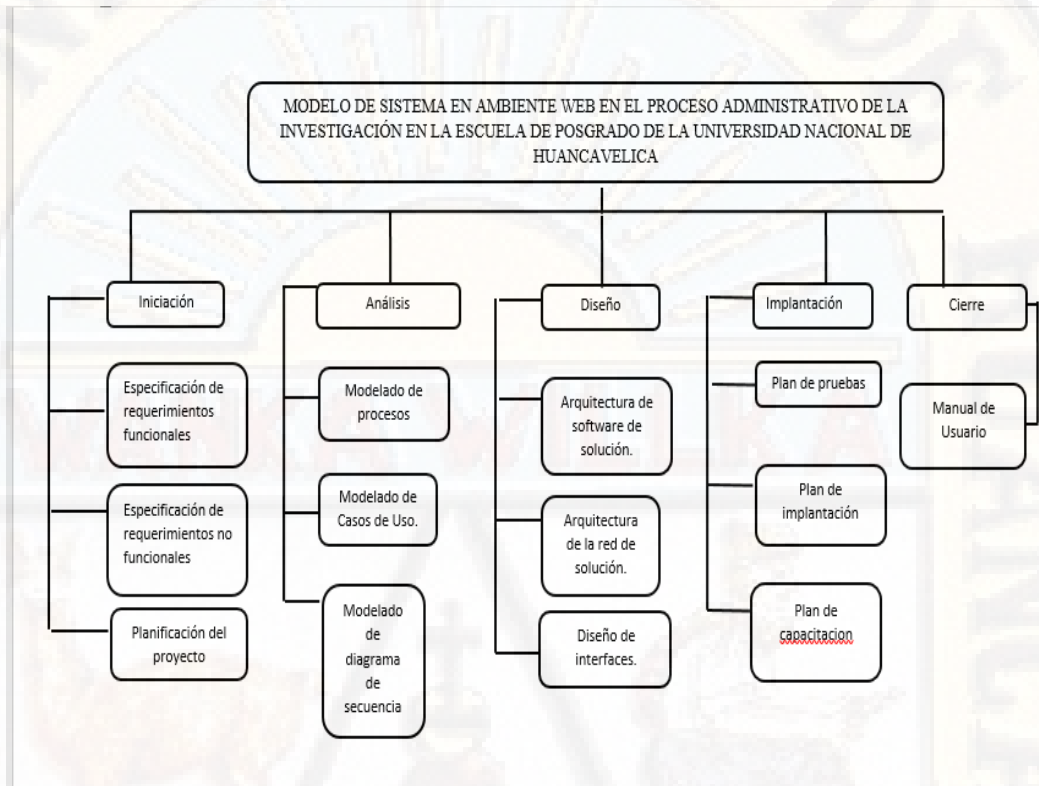 MODELO DE SISTEMA EN AMBIENTE WEB EN EL PROCESO ADMINISTRATIVO DE LA
INVESTIGACIÓN EN LA ESCUELA DE POSGRADO DE LA UNIVERSIDAD NACIONAL DE
HUANCAVELICA
Iniciación
Especificación de
requerimientos
funcionales
Especificación de
requerimientos no
funcionales
Planificación del
proyecto
Análisis
Modelado de
procesos
Modelado de
Casos de Uso.
Modelado
de
diagrama
de
secuencia
Diseño
Arquitectura de
software de
solución.
Arquitectura
de la red de
solución.
Diseño de
interfaces.
Implantación
Plan de pruebas
Plan de
implantación
Plan de
capacitacion
Cierre
Manual de
Usuario